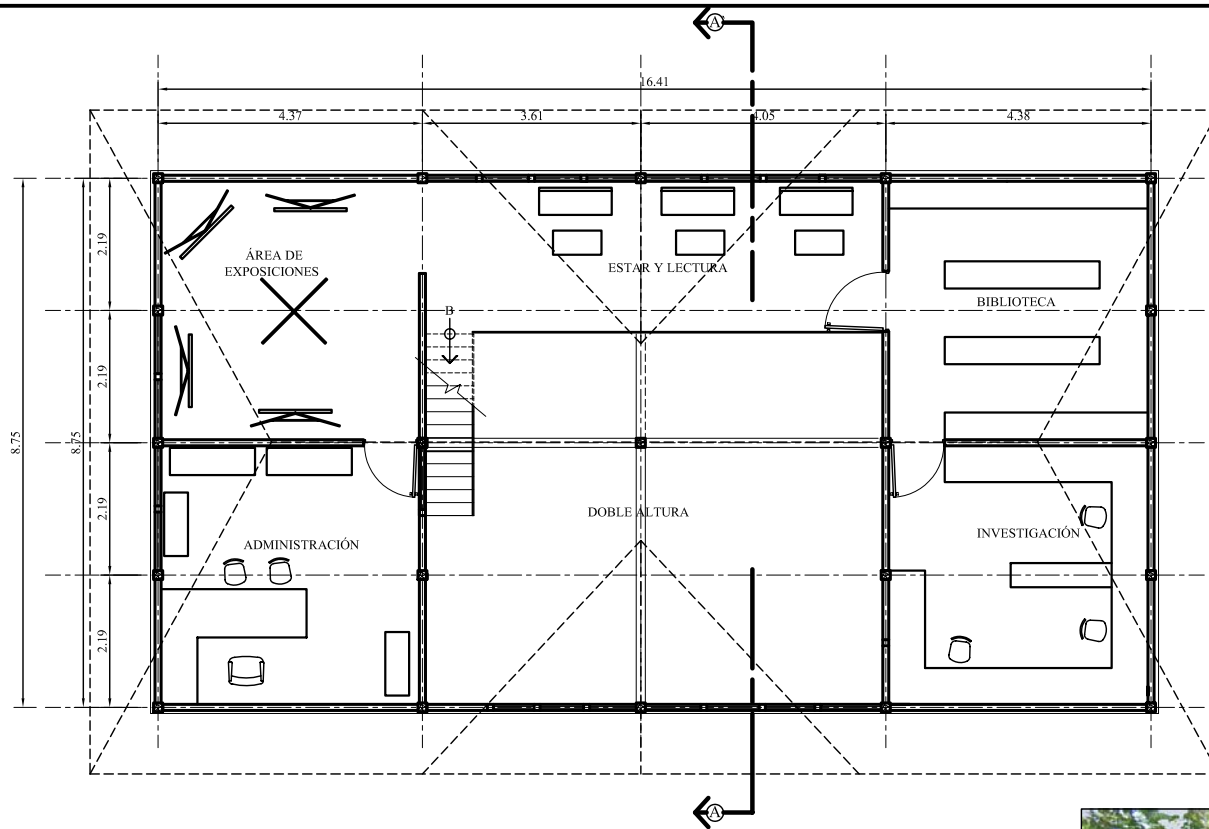 A
16.41
4.37
3.61
4.05
4.38
2.19
ÁREA DE
EXPOSICIONES
ESTAR Y LECTURA
BIBLIOTECA
B
2.19
8.75
8.75
2.19
DOBLE ALTURA
ADMINISTRACIÓN
INVESTIGACIÓN
2.19
A